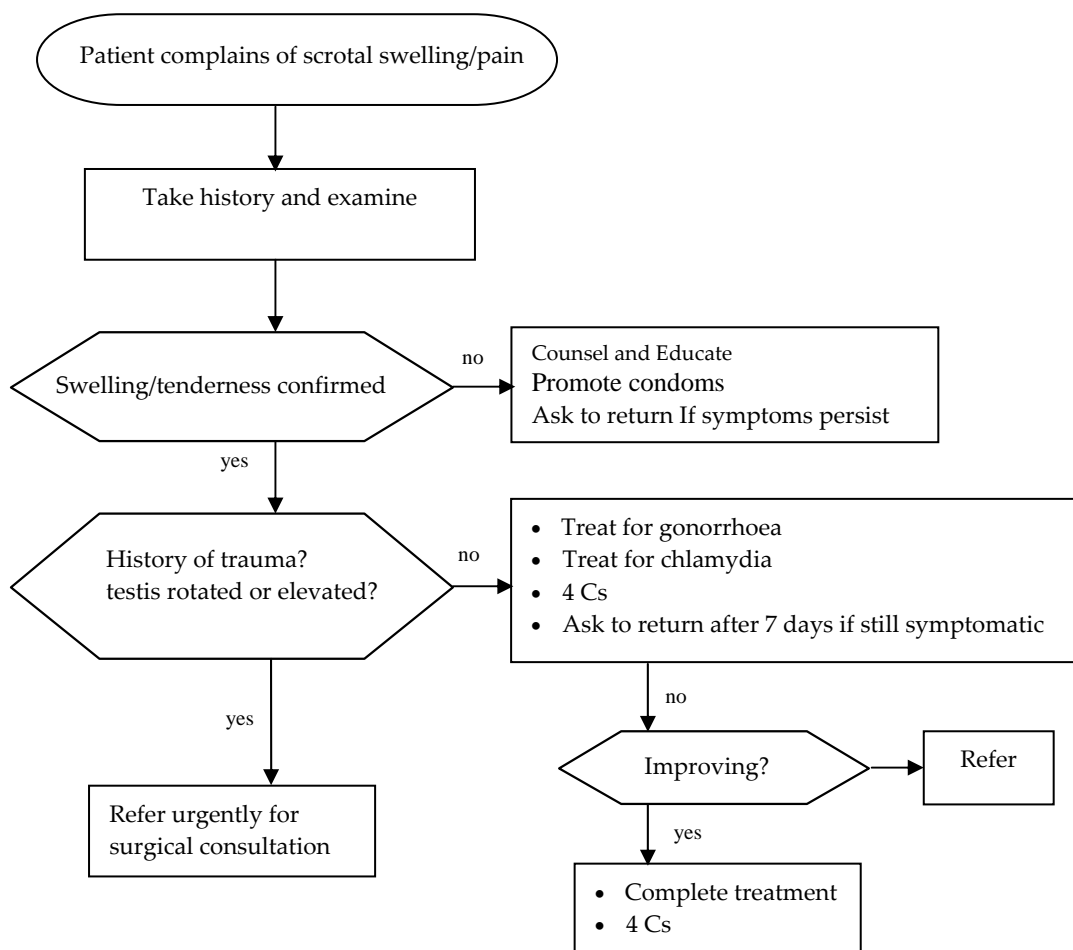 Patient complains of scrotal swelling/pain
Take history and examine
Swelling/tenderness confirmed
no
Counsel and Educate
Promote condoms
Ask to return If symptoms persist
yes
History of trauma?
testis rotated or elevated?
no
• Treat for gonorrhoea
• Treat for chlamydia
• 4 Cs
• Ask to return after 7 days if still symptomatic
yes
no
Improving?
Refer
Refer urgently for
surgical consultation
yes
• Complete treatment
• 4 Cs